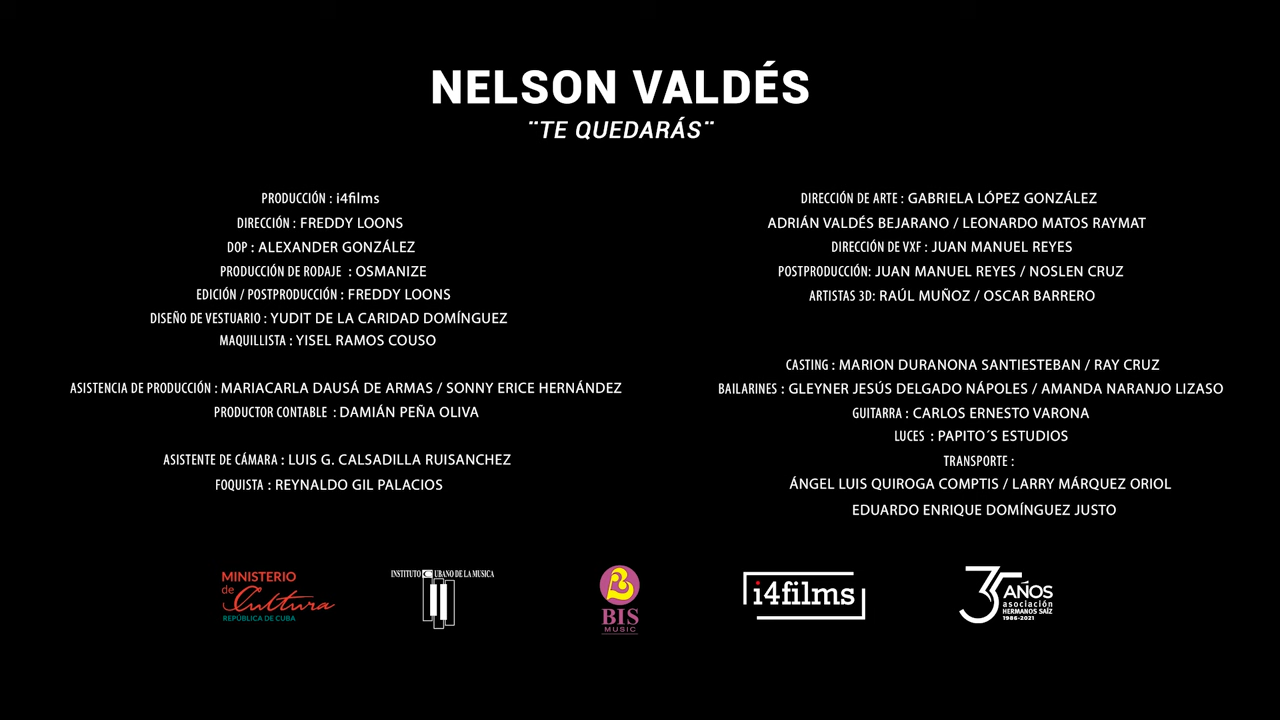 NELSON VALDÉS
¨TE QUEDARÁS¨
PRODUCCIÓN : i4films
DIRECCIÓN : FREDDY LOONS
DOP : ALEXANDER GONZÁLEZ
PRODUCCIÓN DE RODAJE : OSMANIZE
EDICIÓN / POSTPRODUCCIÓN : FREDDY LOONS
DISEÑO DE VESTUARIO : YUDIT DE LA CARIDAD DOMÍNGUEZ
MAQUILLISTA : YISEL RAMOS COUSO
ASISTENCIA DE PRODUCCIÓN : MARIACARLA DAUSÁ DE ARMAS / SONNY ERICE HERNÁNDEZ
PRODUCTOR CONTABLE : DAMIÁN PEÑA OLIVA
ASISTENTE DE CÁMARA : LUIS G. CALSADILLA RUISANCHEZ
FOQUISTA : REYNALDO GIL PALACIOS
DIRECCIÓN DE ARTE : GABRIELA LÓPEZ GONZÁLEZ
ADRIÁN VALDÉS BEJARANO / LEONARDO MATOS RAYMAT
DIRECCIÓN DE VXF : JUAN MANUEL REYES
POSTPRODUCCIÓN: JUAN MANUEL REYES / NOSLEN CRUZ
ARTISTAS 3D: RAÚL MUÑOZ / OSCAR BARRERO
CASTING : MARION DURANONA SANTIESTEBAN / RAY CRUZ
BAILARINES : GLEYNER JESÚS DELGADO NÁPOLES / AMANDA NARANJO LIZASO
GUITARRA : CARLOS ERNESTO VARONA
LUCES : PAPITO´S ESTUDIOS
TRANSPORTE :
ÁNGEL LUIS QUIROGA COMPTIS / LARRY MÁRQUEZ ORIOL
EDUARDO ENRIQUE DOMÍNGUEZ JUSTO
MINISTERIO
de
Cultura
REPÚBLICA DE CUBA
INSTITUTO CUBANO DE LA MUSICA
B
BIS
MUSIC
i4films
35 AÑOS
asociación
HERMANOS SAÍZ
1986-2021